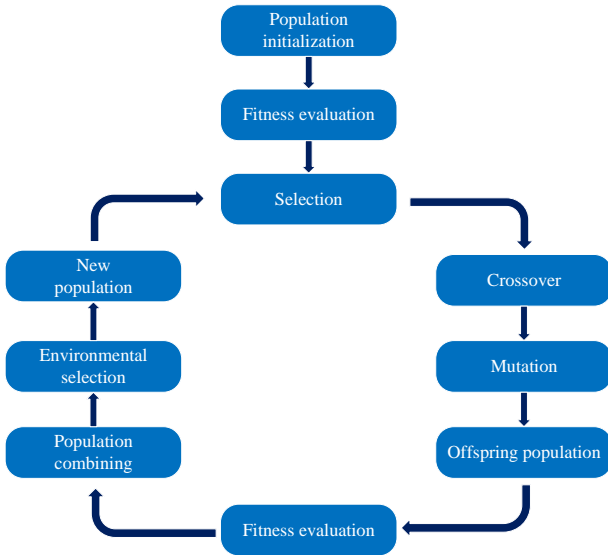 Population
initialization
Fitness evaluation
Selection
Crossover
Mutation
Offspring population
Fitness evaluation
Population
combining
Environmental
selection
New
population